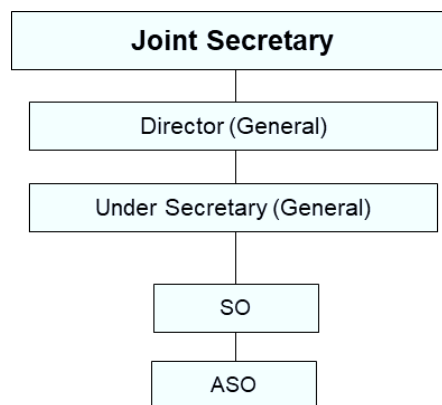 Joint Secretary
Director (General)
Under Secretary (General)
SO
ASO